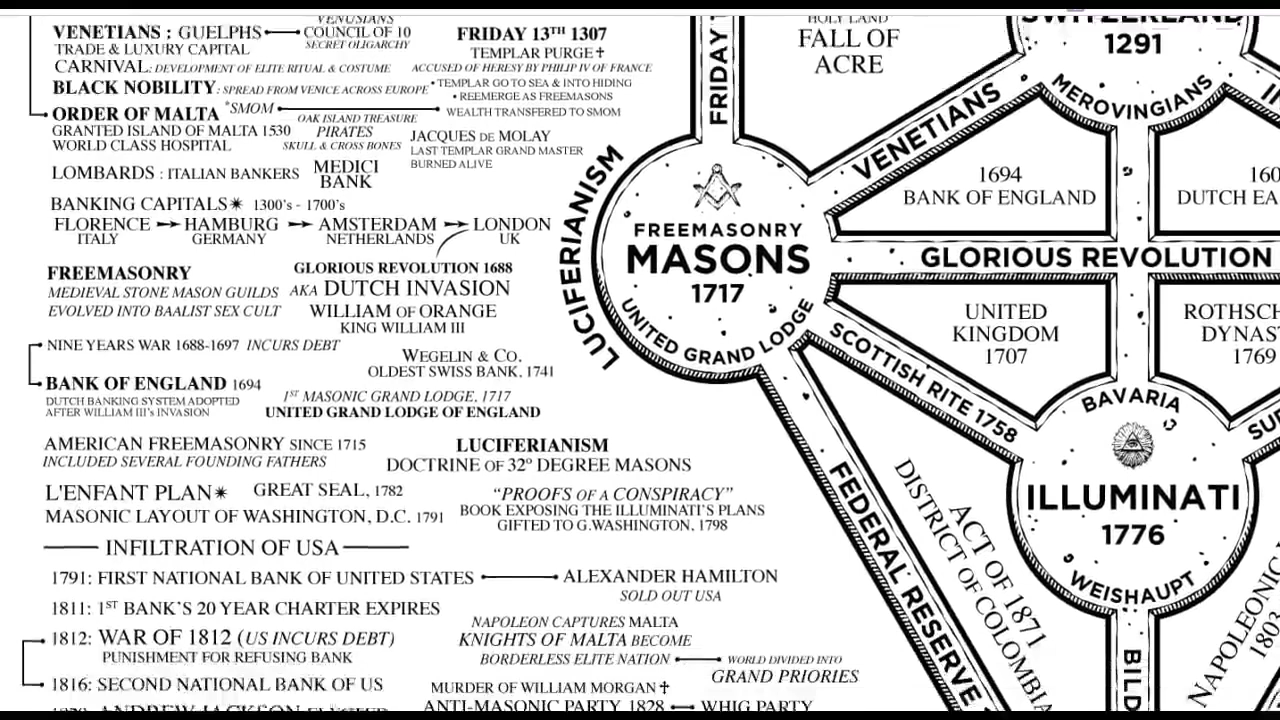 VENETIANS : GUELPHS
VENUSIANS
COUNCIL OF 10
SECRET OLIGARCHY
TRADE & LUXURY CAPITAL
CARNIVAL: DEVELOPMENT OF ELITE RITUAL & COSTUME
BLACK NOBILITY: SPREAD FROM VENICE ACROSS EUROPE
FRIDAY 13TH 1307
TEMPLAR PURGE †
ACCUSED OF HERESY BY PHILIP IV OF FRANCE
• TEMPLAR GO TO SEA & INTO HIDING
• REEMERGE AS FREEMASONS
ORDER OF MALTA *SMOM
WEALTH TRANSFERED TO SMOM
GRANTED ISLAND OF MALTA 1530
WORLD CLASS HOSPITAL
OAK ISLAND TREASURE
PIRATES
SKULL & CROSS BONES
JACQUES DE MOLAY
LAST TEMPLAR GRAND MASTER
BURNED ALIVE
LOMBARDS : ITALIAN BANKERS
MEDICI
BANK
BANKING CAPITALS✷ 1300's - 1700's
FLORENCE ➛ HAMBURG ➛ AMSTERDAM ➛ LONDON
ITALY GERMANY NETHERLANDS UK
FREEMASONRY
MEDIEVAL STONE MASON GUILDS
EVOLVED INTO BAALIST SEX CULT
GLORIOUS REVOLUTION 1688
AKA DUTCH INVASION
WILLIAM OF ORANGE
KING WILLIAM III
NINE YEARS WAR 1688-1697 INCURS DEBT
WEGELIN & CO.
OLDEST SWISS BANK, 1741
BANK OF ENGLAND 1694
DUTCH BANKING SYSTEM ADOPTED
AFTER WILLIAM III's INVASION
1ST MASONIC GRAND LODGE, 1717
UNITED GRAND LODGE OF ENGLAND
AMERICAN FREEMASONRY SINCE 1715
INCLUDED SEVERAL FOUNDING FATHERS
LUCIFERIANISM
DOCTRINE OF 32º DEGREE MASONS
L'ENFANT PLAN✷ GREAT SEAL, 1782
MASONIC LAYOUT OF WASHINGTON, D.C. 1791
“PROOFS OF A CONSPIRACY”
BOOK EXPOSING THE ILLUMINATI'S PLANS
GIFTED TO G.WASHINGTON, 1798
INFILTRATION OF USA
1791: FIRST NATIONAL BANK OF UNITED STATES
ALEXANDER HAMILTON
SOLD OUT USA
1811: 1ST BANK'S 20 YEAR CHARTER EXPIRES
1812: WAR OF 1812 (US INCURS DEBT)
PUNISHMENT FOR REFUSING BANK
1816: SECOND NATIONAL BANK OF US
ANDREW JACKSON ELECTED
NAPOLEON CAPTURES MALTA
KNIGHTS OF MALTA BECOME
BORDERLESS ELITE NATION
WORLD DIVIDED INTO
GRAND PRIORIES
MURDER OF WILLIAM MORGAN †
ANTI-MASONIC PARTY 1828
WHIG PARTY
FRIDAY
HOLY LAND
FALL OF
ACRE
SWITZERLAND
1291
MEROVINGIANS
VENETIANS
1694
BANK OF ENGLAND
160
DUTCH EA
LUCIFERIANISM
FREEMASONRY
MASONS
1717
UNITED GRAND LODGE
GLORIOUS REVOLUTION
UNITED
KINGDOM
1707
ROTHSCH
DYNAS
1769
SCOTTISH RITE 1758
BAVARIA
ILLUMINATI
1776
WEISHAUPT
SU
FEDERAL RESERVE
ACT OF 1871
DISTRICT OF COLOMBIA
BILD
NAPOLEONIC
1803